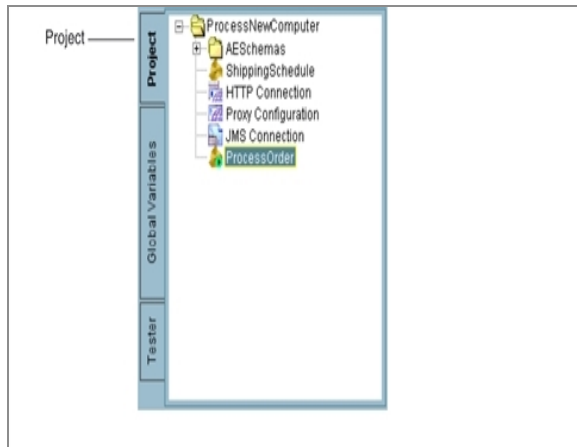 Project
Project
Global Variables
Tester
ProcessNewComputer
AESchemas
ShippingSchedule
HTTP Connection
Proxy Configuration
JMS Connection
ProcessOrder